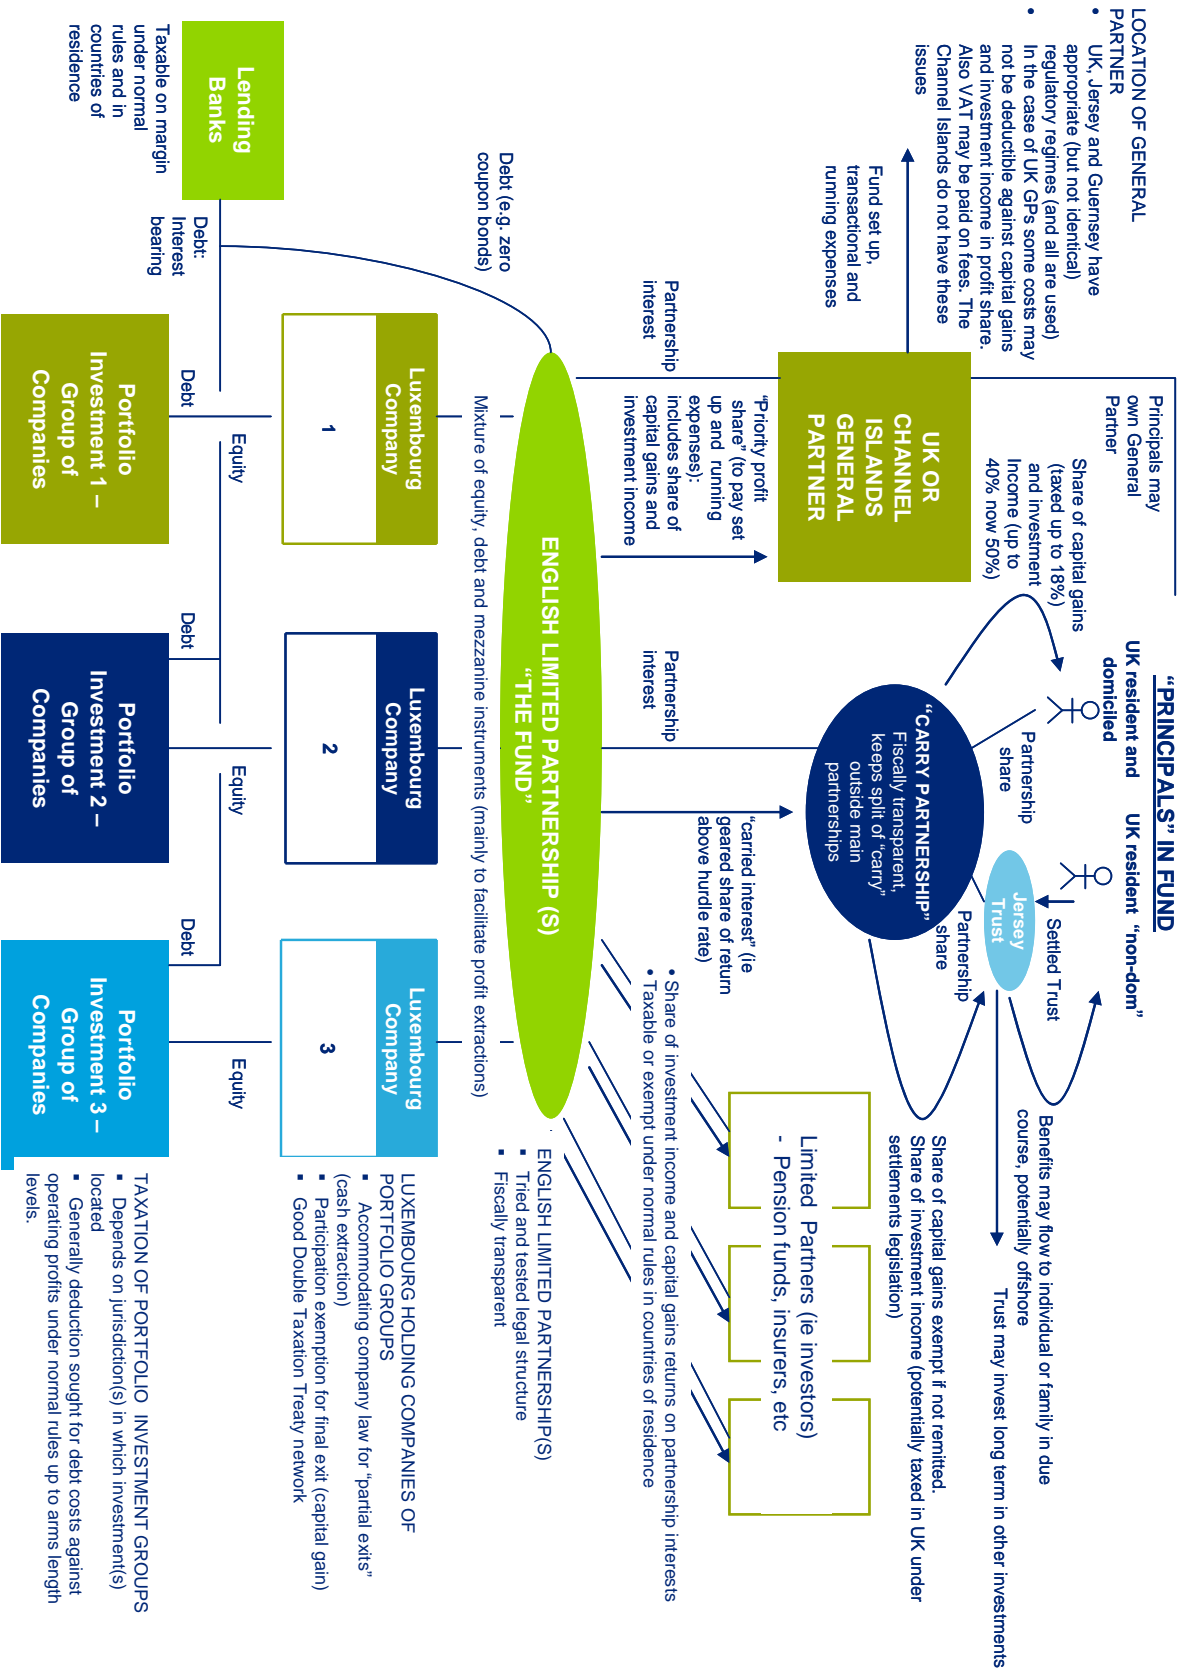 "PRINCIPALS" IN FUND
UK resident and
domiciled
UK resident "non-dom"
LOCATION OF GENERAL
PARTNER
• UK, Jersey and Guernsey have
appropriate (but not identical)
regulatory regimes (and all are used)
• In the case of UK GPs some costs may
not be deductible against capital gains
and investment income in profit share.
Also VAT may be paid on fees. The
Channel Islands do not have these
issues
Principals may
own General
Partner
Share of capital gains
(taxed up to 18%)
and investment
Income (up to
40% now 50%)
Partnership
share
Settled Trust
Jersey
Trust
Partnership
share
Benefits may flow to individual or family in due
course, potentially offshore
Trust may invest long term in other investments
Share of capital gains exempt if not remitted.
Share of investment income (potentially taxed in UK under
settlements legislation)
Fund set up,
transactional and
running expenses
UK OR
CHANNEL
ISLANDS
GENERAL
PARTNER
"CARRY PARTNERSHIP"
Fiscally transparent,
keeps split of "carry"
outside main
partnerships
Limited Partners (ie investors)
- Pension funds, insurers, etc
Partnership
interest
"Priority profit
share" (to pay set
up and running
expenses):
includes share of
capital gains and
investment income
Partnership
interest
"carried interest" (ie
geared share of return
above hurdle rate)
• Share of investment income and capital gains returns on partnership interests
• Taxable or exempt under normal rules in countries of residence
ENGLISH LIMITED PARTNERSHIP (S)
"THE FUND"
ENGLISH LIMITED PARTNERSHIP(S)
▪ Tried and tested legal structure
▪ Fiscally transparent
Debt (e.g. zero
coupon bonds)
Mixture of equity, debt and mezzanine instruments (mainly to facilitate profit extractions)
Luxembourg
Company
1
Luxembourg
Company
2
Luxembourg
Company
3
LUXEMBOURG HOLDING COMPANIES OF
PORTFOLIO GROUPS
▪ Accommodating company law for "partial exits"
(cash extraction)
▪ Participation exemption for final exit (capital gain)
▪ Good Double Taxation Treaty network
Lending
Banks
Taxable on margin
under normal
rules and in
countries of
residence
Debt:
Interest
bearing
Debt
Equity
Debt
Equity
Debt
Equity
Portfolio
Investment 1 –
Group of
Companies
Portfolio
Investment 2 –
Group of
Companies
Portfolio
Investment 3 –
Group of
Companies
TAXATION OF PORTFOLIO INVESTMENT GROUPS
▪ Depends on jurisdiction(s) in which investment(s)
located
▪ Generally deduction sought for debt costs against
operating profits under normal rules up to arms length
levels.